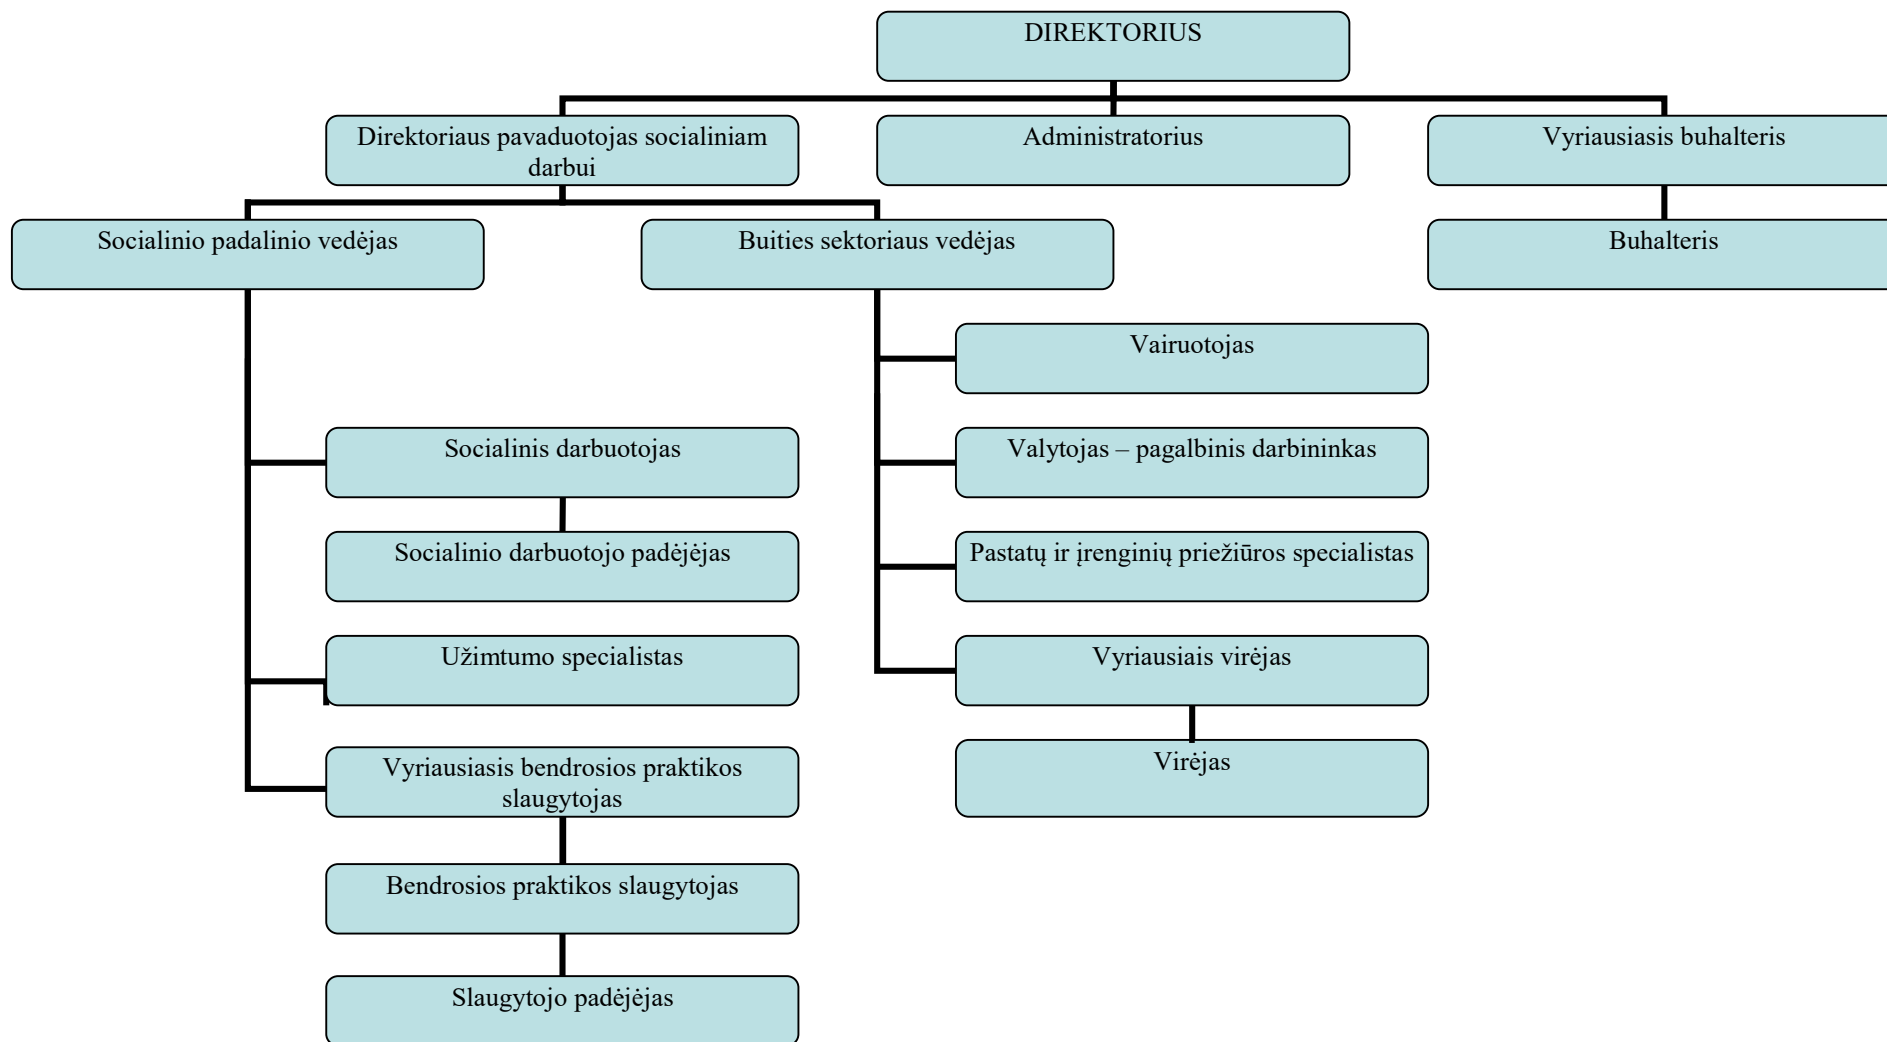 DIREKTORIUS
Direktoriaus pavaduotojas socialiniam
darbui
Administratorius
Vyriausiasis buhalteris
Socialinio padalinio vedėjas
Buities sektoriaus vedėjas
Buhalteris
Vairuotojas
Socialinis darbuotojas
Valytojas – pagalbinis darbininkas
Socialinio darbuotojo padėjėjas
Pastatų ir įrenginių priežiūros specialistas
Užimtumo specialistas
Vyriausiais virėjas
Vyriausiasis bendrosios praktikos
slaugytojas
Virėjas
Bendrosios praktikos slaugytojas
Slaugytojo padėjėjas